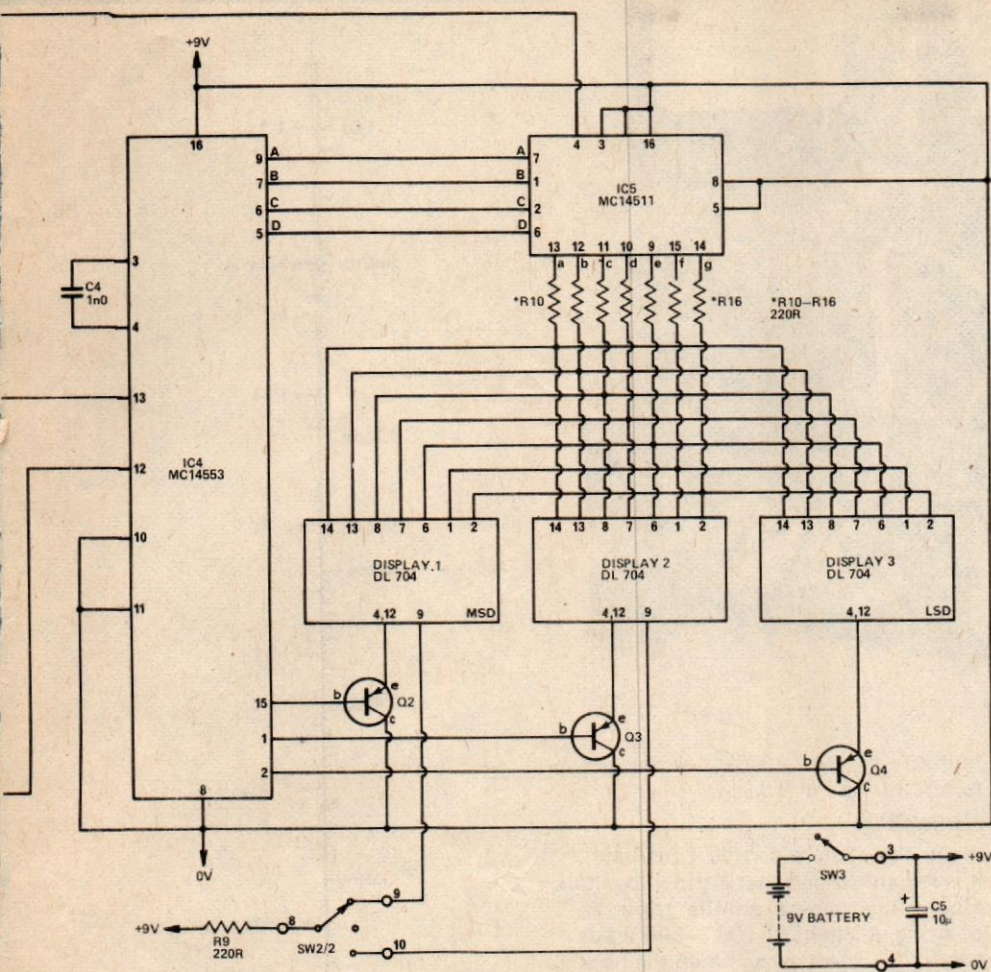 +9V
16
4 3 16
9 A A 7
7 B B 1
6 C C 2
5 D D 6
IC5
MC14511
8
5
13 12 11 10 9 15 14
a b c d e f g
3
C4
1n0
4
*R10
*R16
*R10–R16
220R
13
12
IC4
MC14553
10
11
14 13 8 7 6 1 2
14 13 8 7 6 1 2
14 13 8 7 6 1 2
DISPLAY.1
DL 704
4,12 9 MSD
DISPLAY 2
DL 704
4,12 9
DISPLAY 3
DL 704
4,12 LSD
15 b e Q2
c
1 b e Q3
c
2 b e Q4
c
8
0V
+9V
R9
220R
8
SW2/2
9
10
SW3
3
+9V
9V BATTERY
+
C5
10µ
4
0V